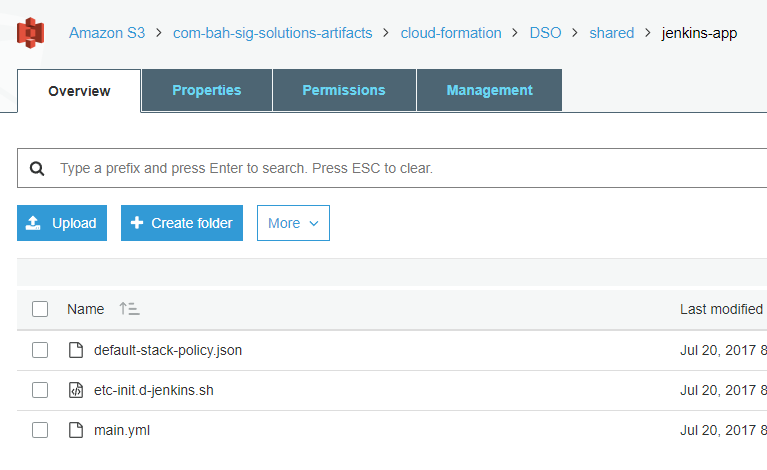 Amazon S3 > com-bah-sig-solutions-artifacts > cloud-formation > DSO > shared > jenkins-app
Overview Properties Permissions Management
Type a prefix and press Enter to search. Press ESC to clear.
Upload Create folder More
Name Last modified
default-stack-policy.json Jul 20, 2017 8
etc-init.d-jenkins.sh Jul 20, 2017 8
main.yml Jul 20, 2017 8